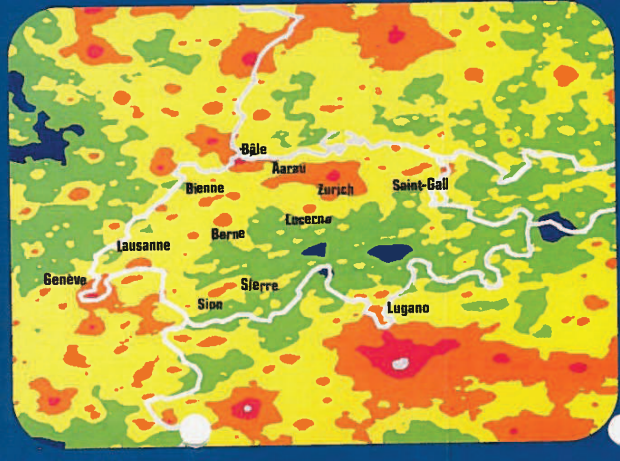 Bâle
Aarau
Zurich
Bienne
Saint-Gall
Lucerne
Berne
Lausanne
Genève
Sierre
Sion
Lugano